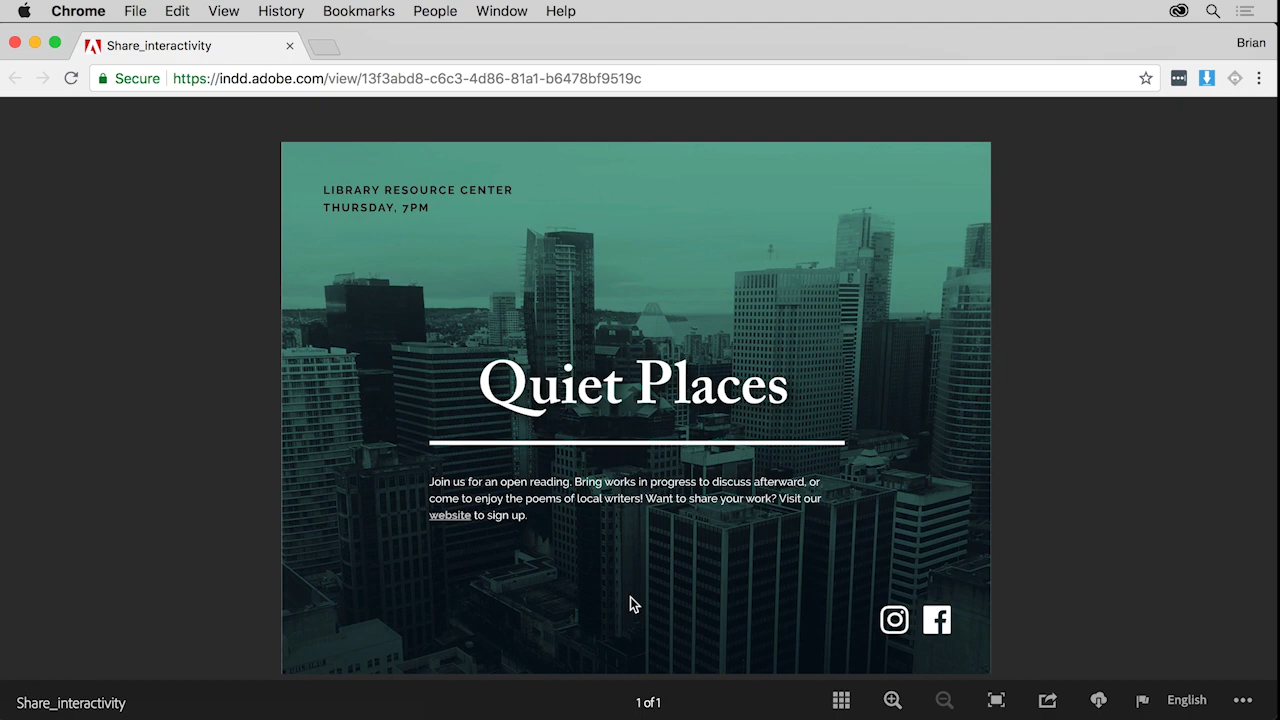 Chrome File Edit View History Bookmarks People Window Help
Share_interactivity
Brian
Secure https://indd.adobe.com/view/13f3abd8-c6c3-4d86-81a1-b6478bf9519c
LIBRARY RESOURCE CENTER
THURSDAY, 7PM
Quiet Places
Join us for an open reading. Bring works in progress to discuss afterward, or
come to enjoy the poems of local writers! Want to share your work? Visit our
website to sign up.
Share_interactivity
1 of 1
English